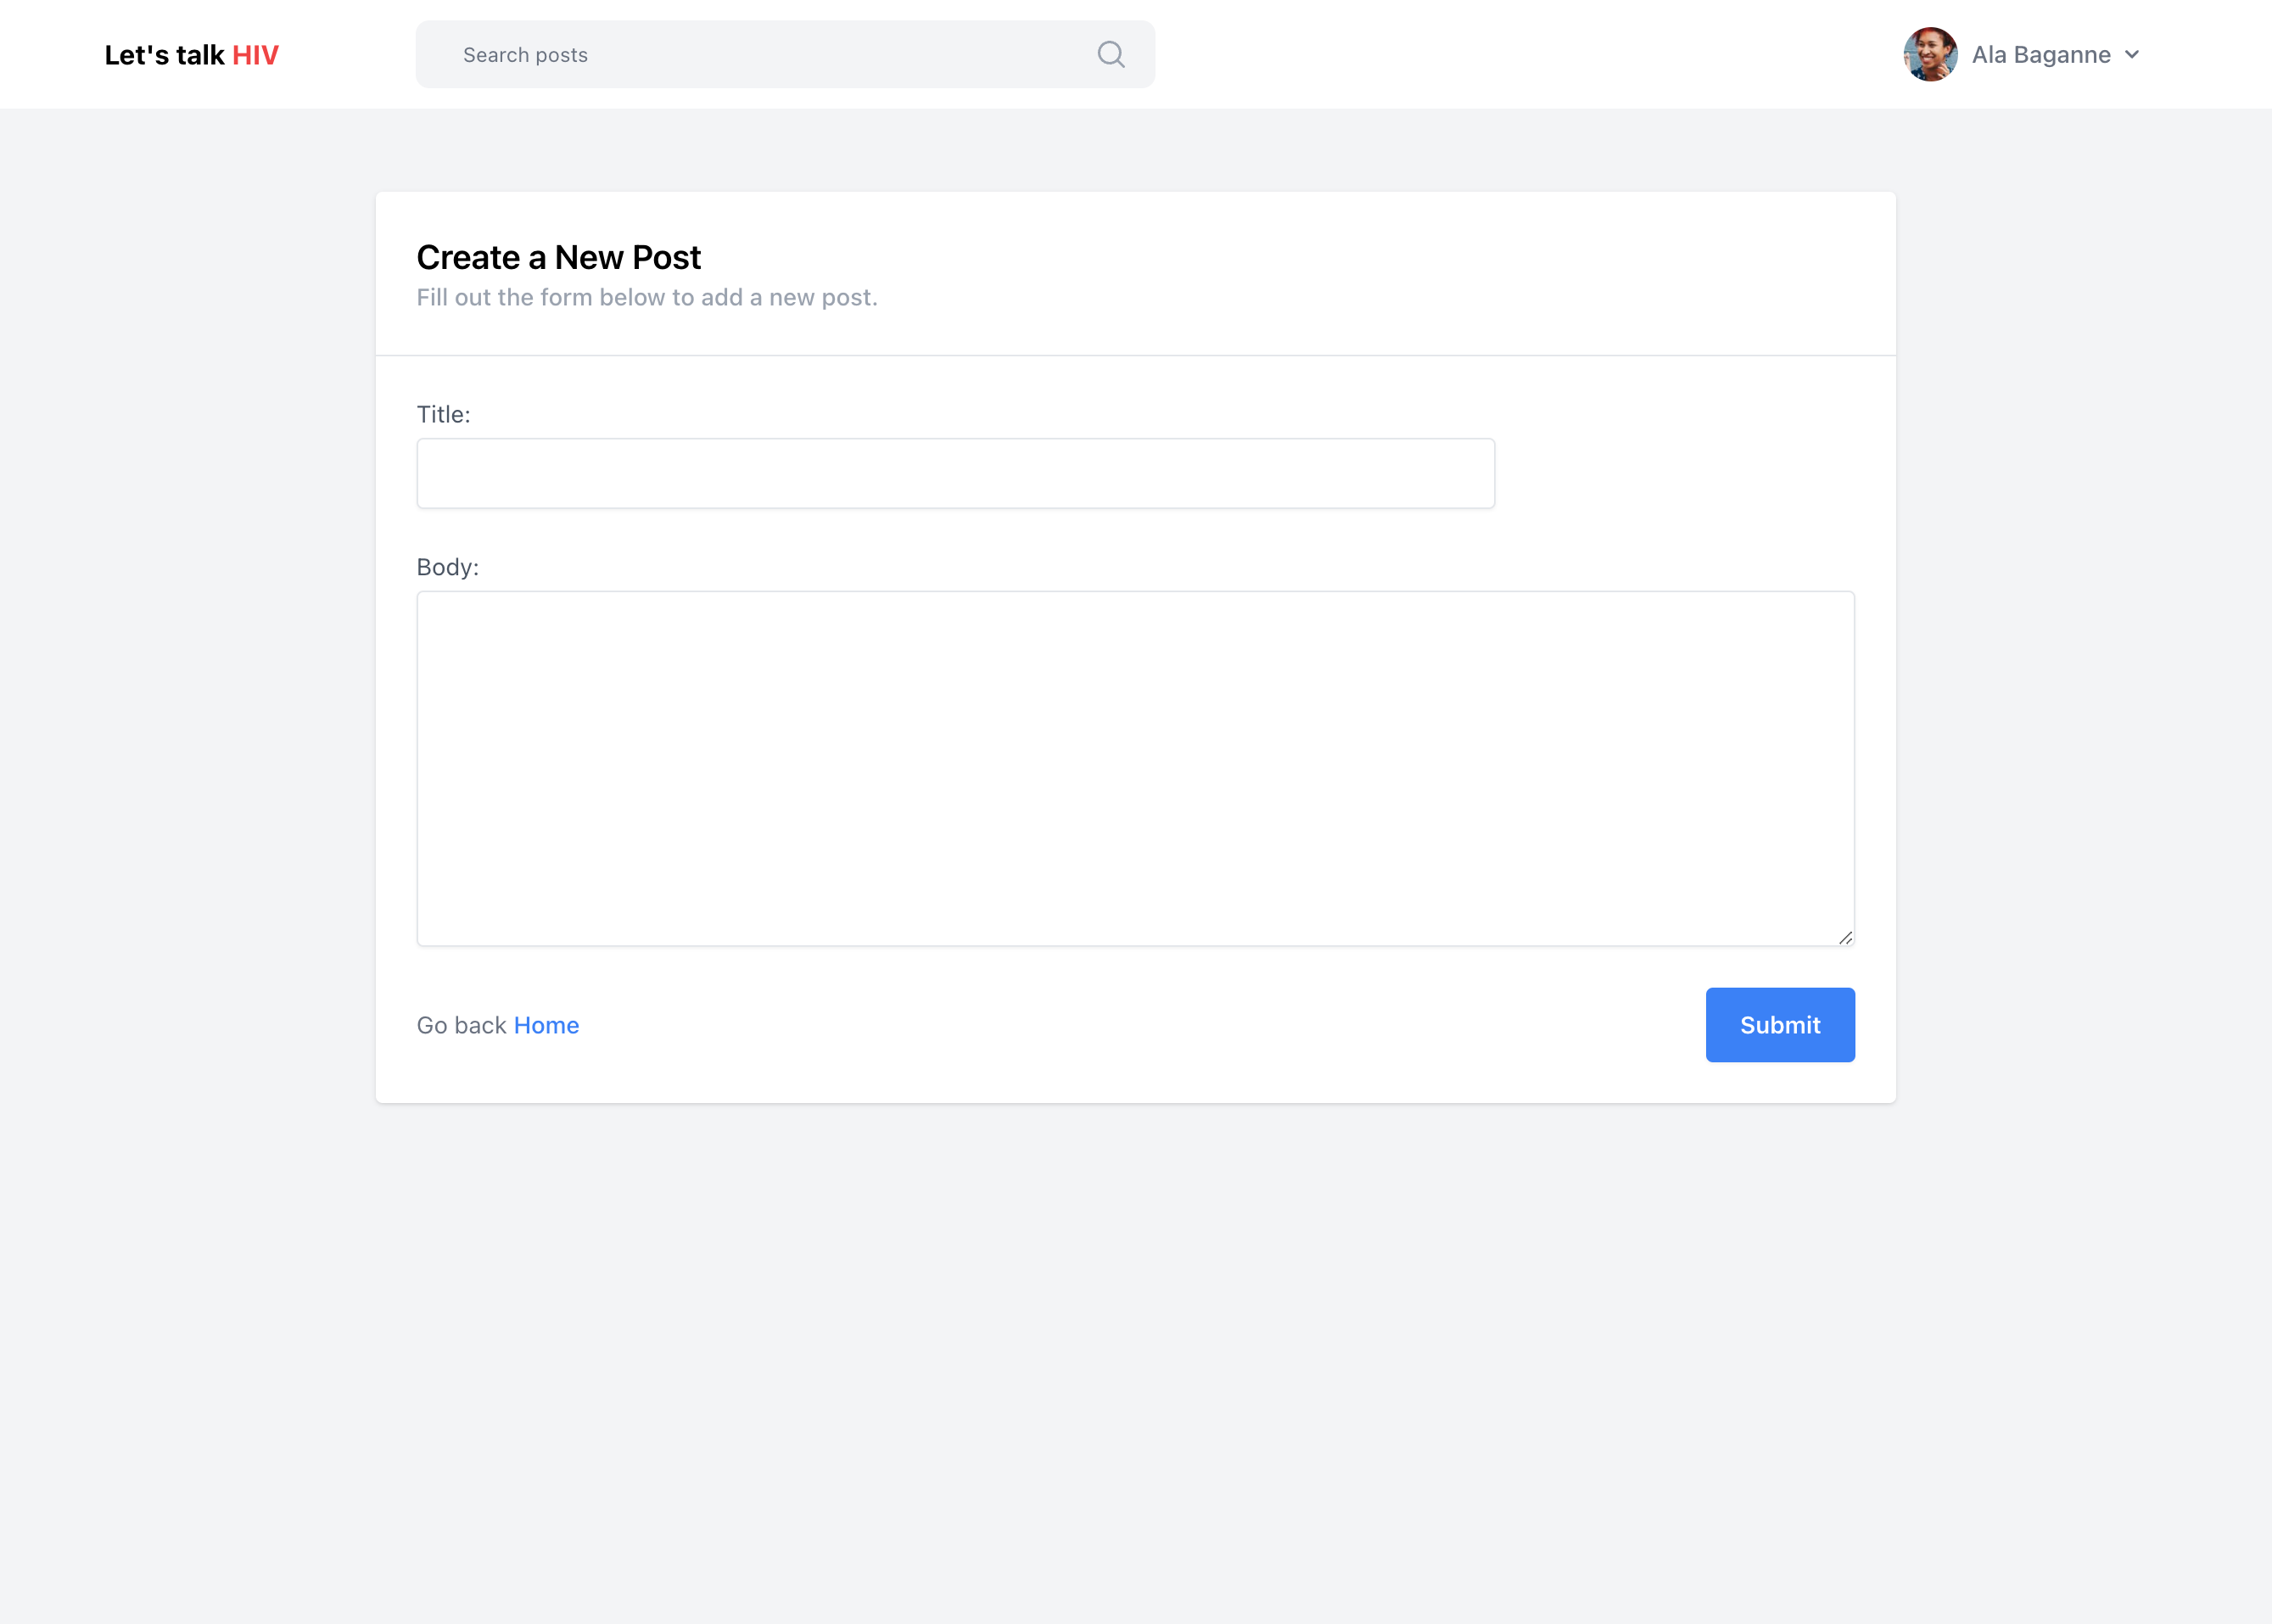 Let's talk HIV
Search posts
Ala Baganne
Create a New Post
Fill out the form below to add a new post.
Title:
Body:
Go back Home
Submit